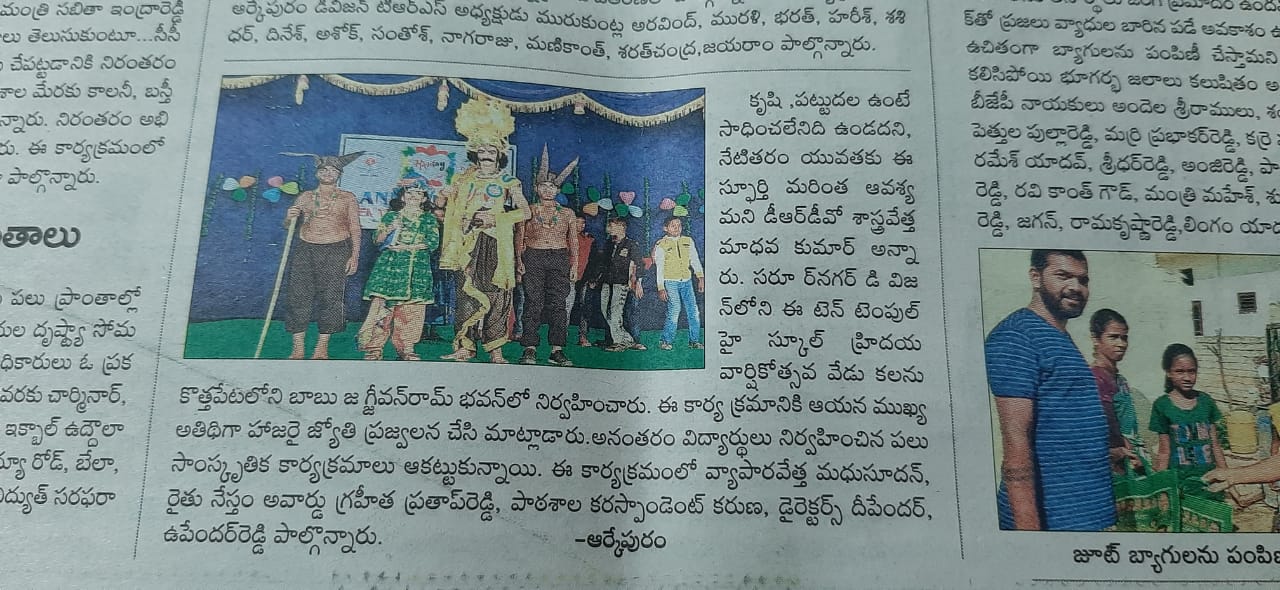 మంత్రి సబితా ఇంద్రారెడ్డి
లు తెలుసుకుంటూ...సీసీ
చేపట్టడానికి నిరంతరం
శాల మేరకు కాలనీ, బస్తీ
న్నారు. నిరంతరం అభి
రు. ఈ కార్యక్రమంలో
పాల్గొన్నారు.
తాలు
పలు ప్రాంతాల్లో
దుల దృష్ట్యా సోమ
ధికారులు ఓ ప్రక
వరకు చార్మినార్,
ఇక్బాల్ ఉద్దౌలా
మ్యా రోడ్, బేలా,
విద్యుత్ సరఫరా
ఆర్కేపురం డివిజన్ టీఆర్ఎస్ అధ్యక్షుడు మురుకుంట్ల అరవింద్, మురళి, భరత్, హరీశ్, శశి
ధర్, దినేశ్, అశోక్, సంతోశ్, నాగరాజు, మణికాంత్, శరత్‌చంద్ర,జయరాం పాల్గొన్నారు.
కృషి ,పట్టుదల ఉంటే
సాధించలేనిది ఉండదని,
నేటితరం యువతకు ఈ
స్ఫూర్తి మరింత ఆవశ్య
మని డీఆర్‌డీవో శాస్త్రవేత్త
మాధవ కుమార్ అన్నా
రు. సరూ ర్‌నగర్ డి విజ
న్‌లోని ఈ టెన్ టెంపుల్
హై స్కూల్ హ్రిదయ
వార్షికోత్సవ వేడు కలను
కొత్తపేటలోని బాబు జ గ్జీవన్‌రామ్ భవన్‌లో నిర్వహించారు. ఈ కార్య క్రమానికి ఆయన ముఖ్య
అతిథిగా హాజరై జ్యోతి ప్రజ్వలన చేసి మాట్లాడారు.అనంతరం విద్యార్థులు నిర్వహించిన పలు
సాంస్కృతిక కార్యక్రమాలు ఆకట్టుకున్నాయి. ఈ కార్యక్రమంలో వ్యాపారవేత్త మధుసూదన్,
రైతు నేస్తం అవార్డు గ్రహీత ప్రతాప్‌రెడ్డి, పాఠశాల కరస్పాండెంట్ కరుణ, డైరెక్టర్స్ దీపేందర్,
ఉపేందర్‌రెడ్డి పాల్గొన్నారు. –ఆర్కేపురం
క్‌తో ప్రజలు వ్యాధుల బారిన పడే అవకాశం
ఉచితంగా బ్యాగులను పంపిణీ చేస్తామని
కలిసిపోయి భూగర్భ జలాలు కలుషితం
బీజేపీ నాయకులు అందెల శ్రీరాములు,
పెత్తుల పుల్లారెడ్డి, మర్రి ప్రభాకర్‌రెడ్డి, కర్రె
రమేశ్ యాదవ్, శ్రీధర్‌రెడ్డి, అంజిరెడ్డి,
రెడ్డి, రవి కాంత్ గౌడ్, మంత్రి మహేశ్,
రెడ్డి, జగన్, రామకృష్ణారెడ్డి,లింగం
జూట్ బ్యాగులను